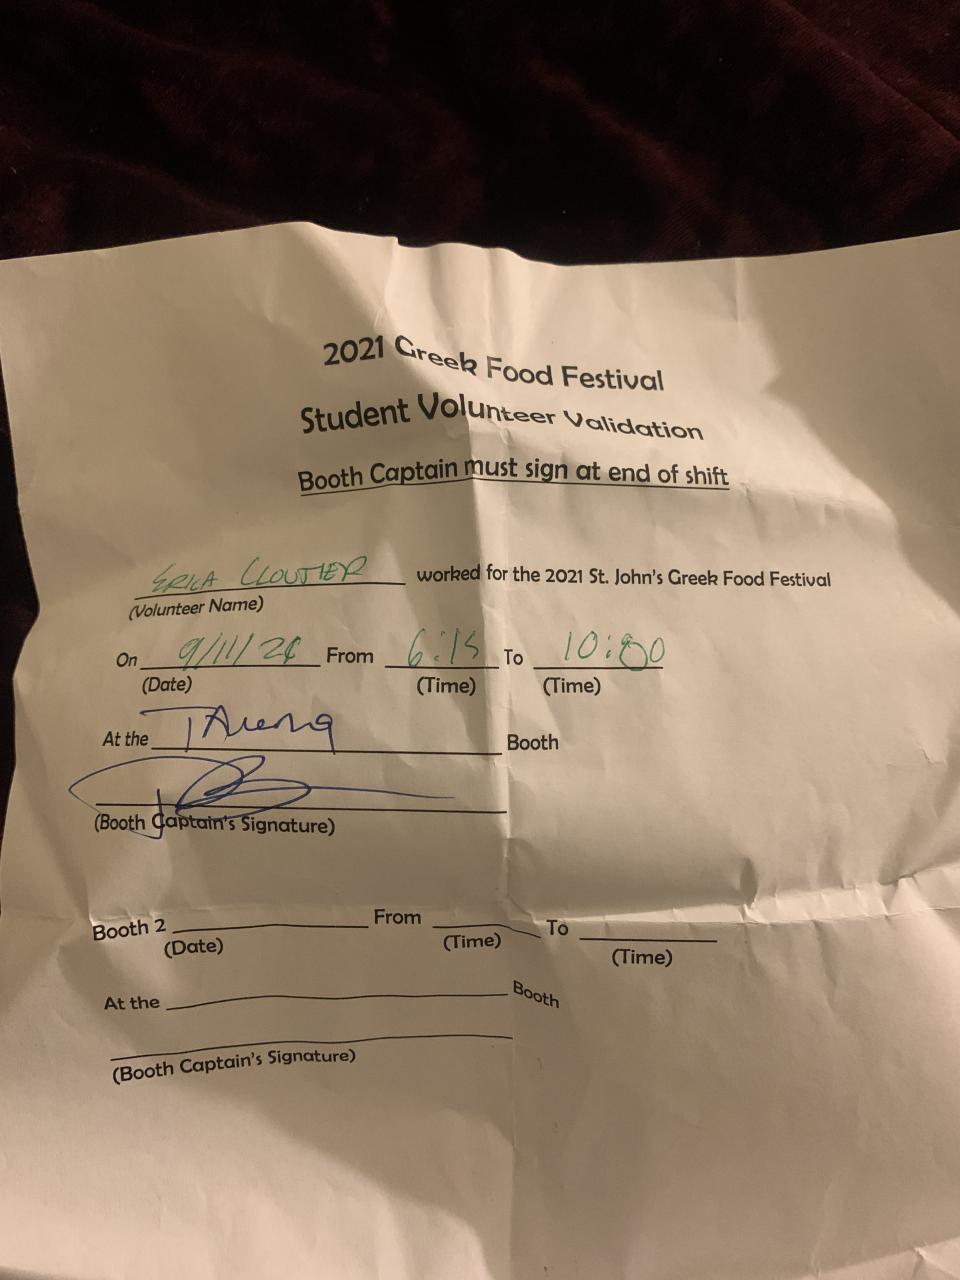 2021 Greek Food Festival
Student Volunteer Validation
Booth Captain must sign at end of shift
ERICA CLOUTIER worked for the 2021 St. John's Greek Food Festival
(Volunteer Name)
On 9/11/2 From 6:15 To 10:00
(Date) (Time) (Time)
At the Booth
(Booth Captain's Signature)
Booth 2 From To
(Date) (Time) (Time)
At the Booth
(Booth Captain's Signature)